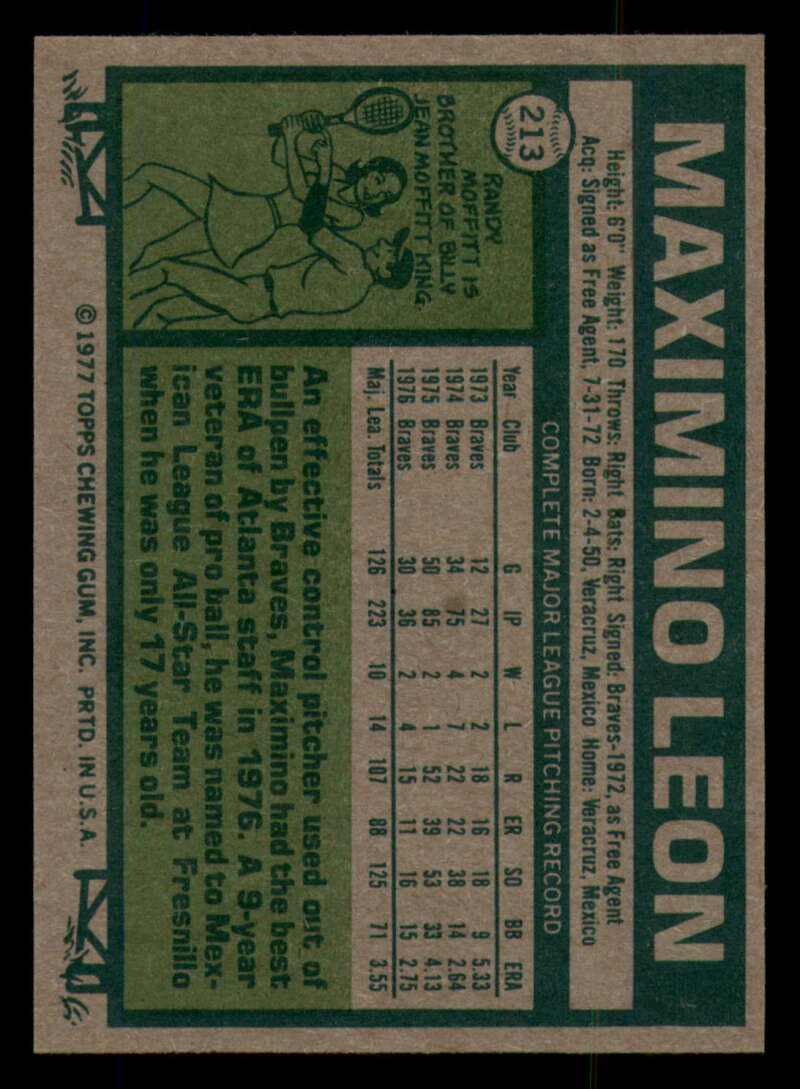 MAXIMINO LEON
Height: 6'0" Weight: 170 Throws: Right Bats: Right Signed: Braves-1972, as Free Agent
Acq: Signed as Free Agent, 7-31-72 Born: 2-4-50, Veracruz, Mexico Home: Veracruz, Mexico
213
RANDY
MOFFITT IS
BROTHER OF BILLY
JEAN MOFFITT KING.
COMPLETE MAJOR LEAGUE PITCHING RECORD
Year Club G IP W L R ER SO BB ERA
1973 Braves 12 27 2 2 18 16 18 9 5.33
1974 Braves 34 75 4 7 22 22 38 14 2.64
1975 Braves 50 85 2 1 52 39 53 33 4.13
1976 Braves 30 36 2 4 15 11 16 15 2.75
Maj. Lea. Totals 126 223 10 14 107 88 125 71 3.55
An effective control pitcher used out of
bullpen by Braves, Maximino had the best
ERA of Atlanta staff in 1976. A 9-year
veteran of pro ball, he was named to Mex-
ican League All-Star Team at Fresnillo
when he was only 17 years old.
© 1977 TOPPS CHEWING GUM, INC. PRTD. IN U.S.A.